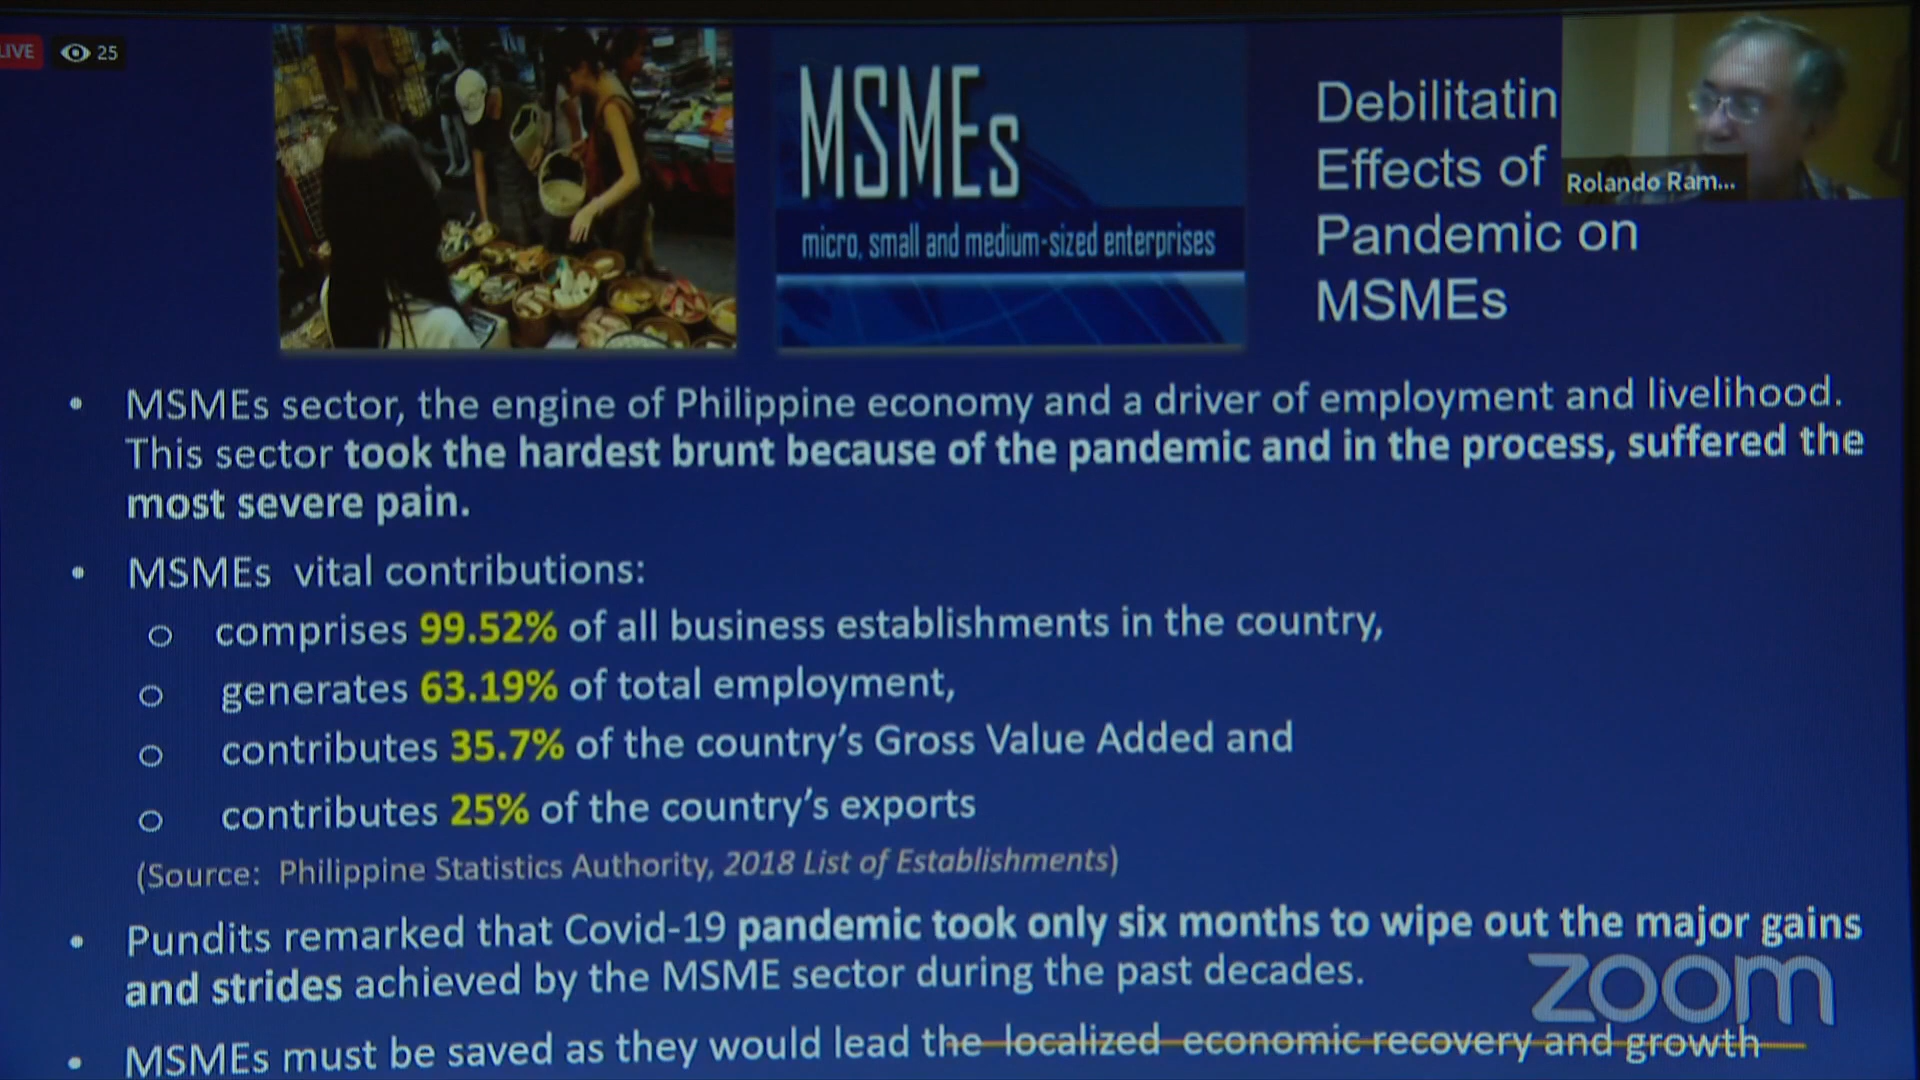 LIVE
25
MSMEs
micro, small and medium-sized enterprises
Debilitatin
Effects of
Pandemic on
MSMEs
Rolando Ram...
• MSMEs sector, the engine of Philippine economy and a driver of employment and livelihood.
This sector took the hardest brunt because of the pandemic and in the process, suffered the
most severe pain.
• MSMEs vital contributions:
o comprises 99.52% of all business establishments in the country,
o generates 63.19% of total employment,
o contributes 35.7% of the country's Gross Value Added and
o contributes 25% of the country's exports
(Source: Philippine Statistics Authority, 2018 List of Establishments)
• Pundits remarked that Covid-19 pandemic took only six months to wipe out the major gains
and strides achieved by the MSME sector during the past decades.
zoom
• MSMEs must be saved as they would lead the localized economic recovery and growth